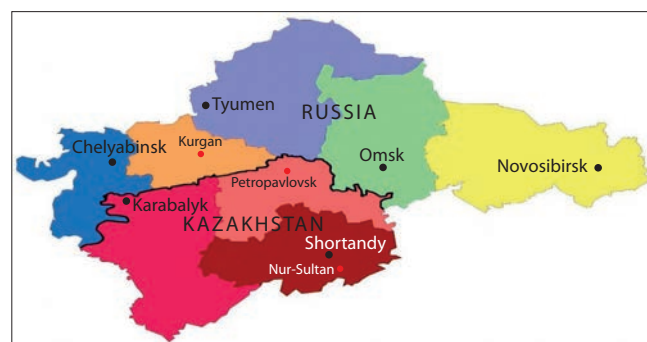 Tyumen
RUSSIA
Kurgan
Chelyabinsk
Omsk
Novosibirsk
Petropavlovsk
Karabalyk
KAZAKHSTAN
Shortandy
Nur-Sultan